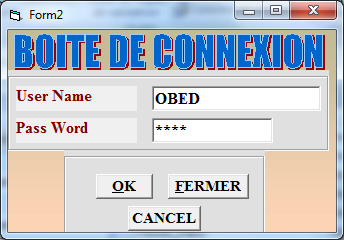 Form2
BOITE DE CONNEXION
User Name OBED
Pass Word ****
OK FERMER
CANCEL